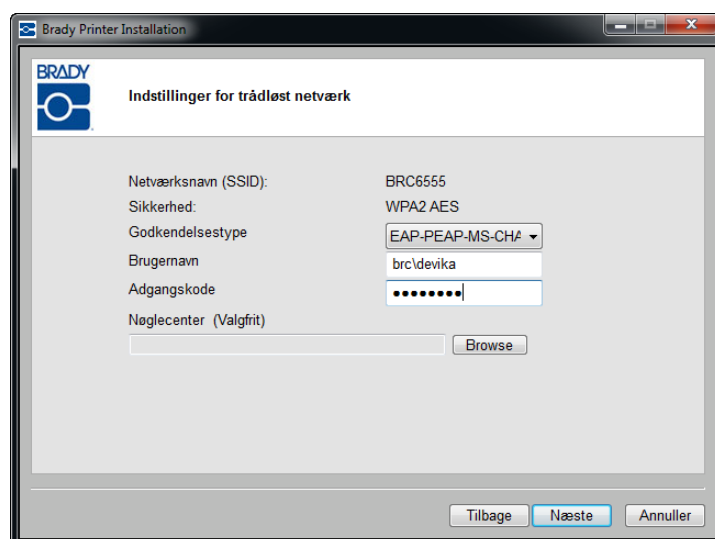 Brady Printer Installation
BRADY
Indstillinger for trådløst netværk
Netværksnavn (SSID): BRC6555
Sikkerhed: WPA2 AES
Godkendelsestype EAP-PEAP-MS-CHA
Brugernavn brc\devika
Adgangskode ●●●●●●●●
Nøglecenter (Valgfrit)
Browse
Tilbage Næste Annuller